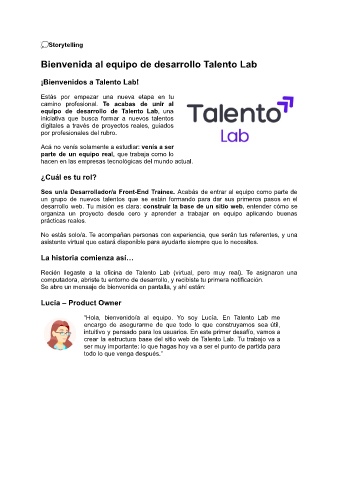 💭Storytelling
Bienvenida al equipo de desarrollo Talento Lab
¡Bienvenidos a Talento Lab!
Estás por empezar una nueva etapa en tu
camino profesional. Te acabas de unir al
equipo de desarrollo de Talento Lab, una
iniciativa que busca formar a nuevos talentos
digitales a través de proyectos reales, guiados
por profesionales del rubro.
Talento
Lab
Acá no venís solamente a estudiar: venís a ser
parte de un equipo real, que trabaja como lo
hacen en las empresas tecnológicas del mundo actual.
¿Cuál es tu rol?
Sos un/a Desarrollador/a Front-End Trainee. Acabás de entrar al equipo como parte de
un grupo de nuevos talentos que se están formando para dar sus primeros pasos en el
desarrollo web. Tu misión es clara: construir la base de un sitio web, entender cómo se
organiza un proyecto desde cero y aprender a trabajar en equipo aplicando buenas
prácticas reales.
No estás solo/a. Te acompañan personas con experiencia, que serán tus referentes, y una
asistente virtual que estará disponible para ayudarte siempre que lo necesites.
La historia comienza así…
Recién llegaste a la oficina de Talento Lab (virtual, pero muy real). Te asignaron una
computadora, abriste tu entorno de desarrollo, y recibiste tu primera notificación.
Se abre un mensaje de bienvenida en pantalla, y ahí están:
Lucía – Product Owner
"Hola, bienvenido/a al equipo. Yo soy Lucía. En Talento Lab me
encargo de asegurarme de que todo lo que construyamos sea útil,
intuitivo y pensado para los usuarios. En este primer desafío, vamos a
crear la estructura base del sitio web de Talento Lab. Tu trabajo va a
ser muy importante: lo que hagas hoy va a ser el punto de partida para
todo lo que venga después."